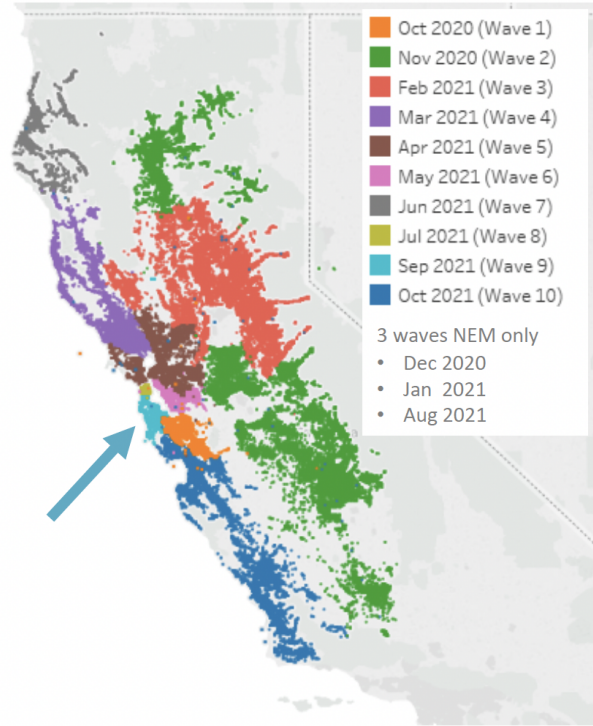 Oct 2020 (Wave 1)
Nov 2020 (Wave 2)
Feb 2021 (Wave 3)
Mar 2021 (Wave 4)
Apr 2021 (Wave 5)
May 2021 (Wave 6)
Jun 2021 (Wave 7)
Jul 2021 (Wave 8)
Sep 2021 (Wave 9)
Oct 2021 (Wave 10)
3 waves NEM only
• Dec 2020
• Jan 2021
• Aug 2021